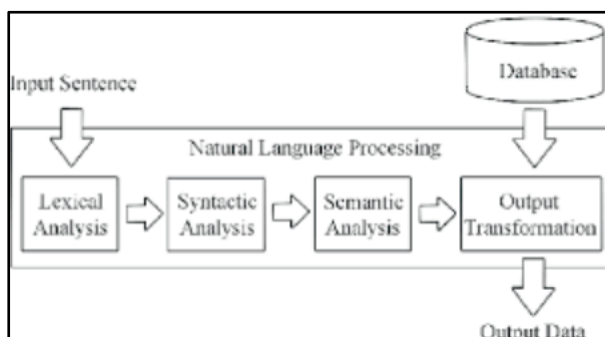 Input Sentence
Database
Natural Language Processing
Lexical
Analysis
Syntactic
Analysis
Semantic
Analysis
Output
Transformation
Output Data